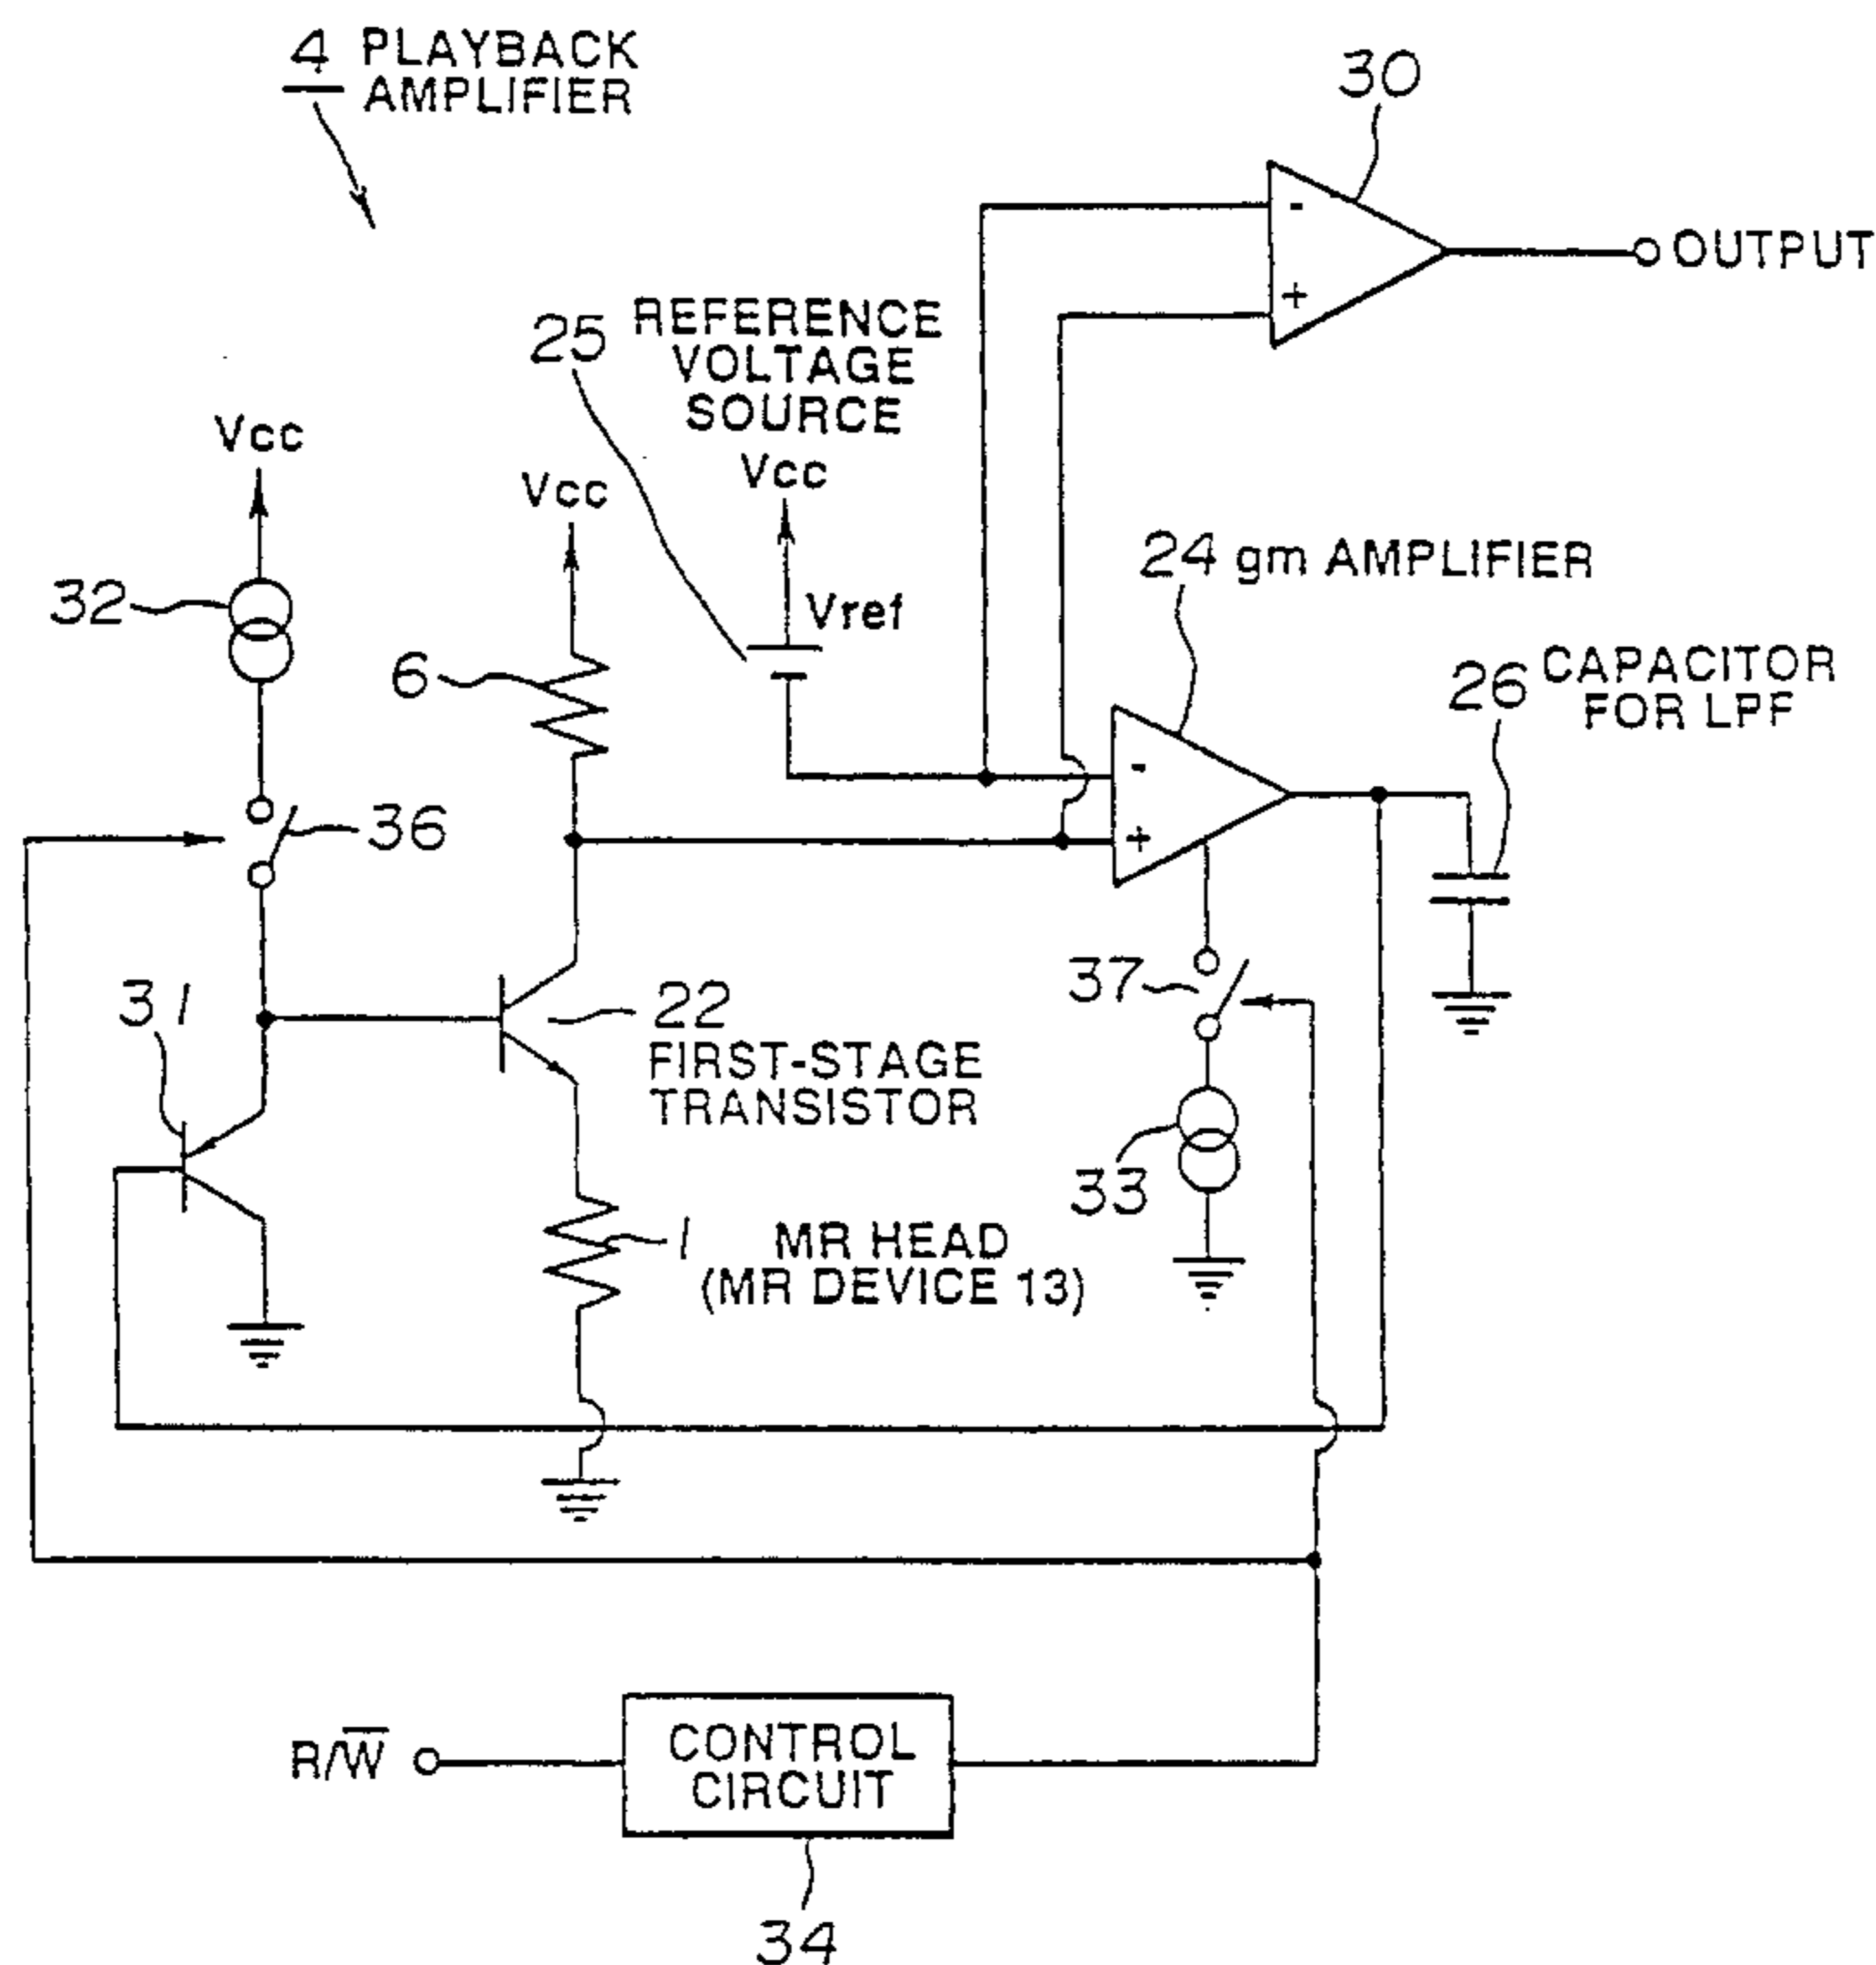 4 PLAYBACK
AMPLIFIER
30
-
+
OUTPUT
25 REFERENCE
VOLTAGE
SOURCE
Vcc
Vcc
Vcc
24 gm AMPLIFIER
32
Vref
6
26 CAPACITOR
FOR LPF
-
+
36
37
31
22
FIRST-STAGE
TRANSISTOR
33
1 MR HEAD
(MR DEVICE 13)
R/W̅
CONTROL
CIRCUIT
34